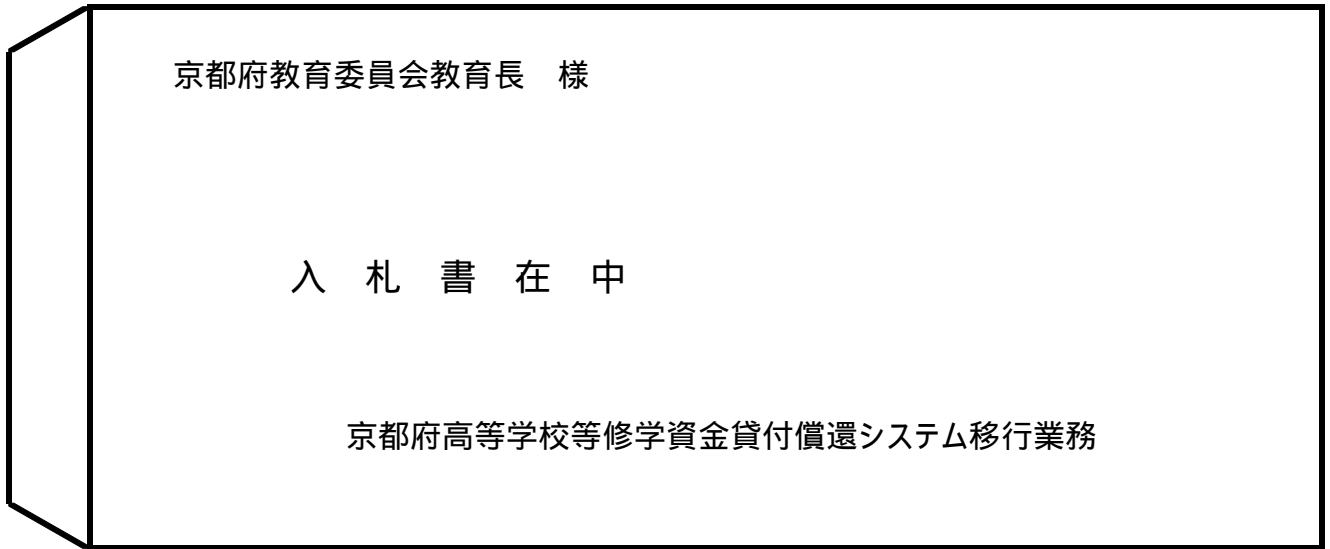 京都府教育委員会教育長　様
入　札　書　在　中
京都府高等学校等修学資金貸付償還システム移行業務